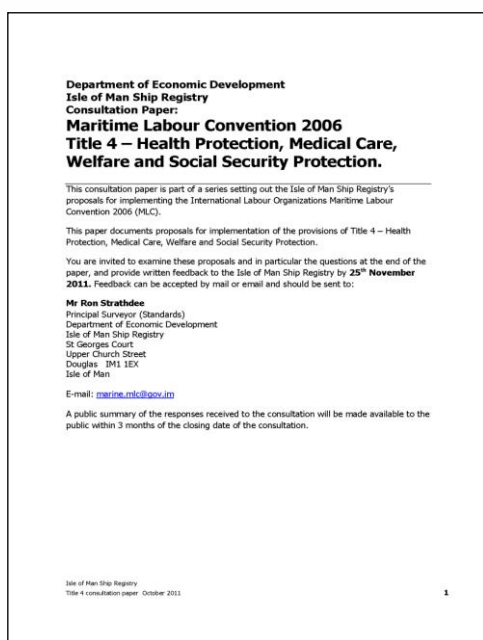 Department of Economic Development
Isle of Man Ship Registry
Consultation Paper:
Maritime Labour Convention 2006
Title 4 – Health Protection, Medical Care,
Welfare and Social Security Protection.
This consultation paper is part of a series setting out the Isle of Man Ship Registry's
proposals for implementing the International Labour Organizations Maritime Labour
Convention 2006 (MLC).
This paper documents proposals for implementation of the provisions of Title 4 – Health
Protection, Medical Care, Welfare and Social Security Protection.
You are invited to examine these proposals and in particular the questions at the end of the
paper, and provide written feedback to the Isle of Man Ship Registry by 25th November
2011. Feedback can be accepted by mail or email and should be sent to:
Mr Ron Strathdee
Principal Surveyor (Standards)
Department of Economic Development
Isle of Man Ship Registry
St Georges Court
Upper Church Street
Douglas IM1 1EX
Isle of Man
E-mail: marine.mlc@gov.im
A public summary of the responses received to the consultation will be made available to the
public within 3 months of the closing date of the consultation.
Isle of Man Ship Registry
Title 4 consultation paper October 2011 1